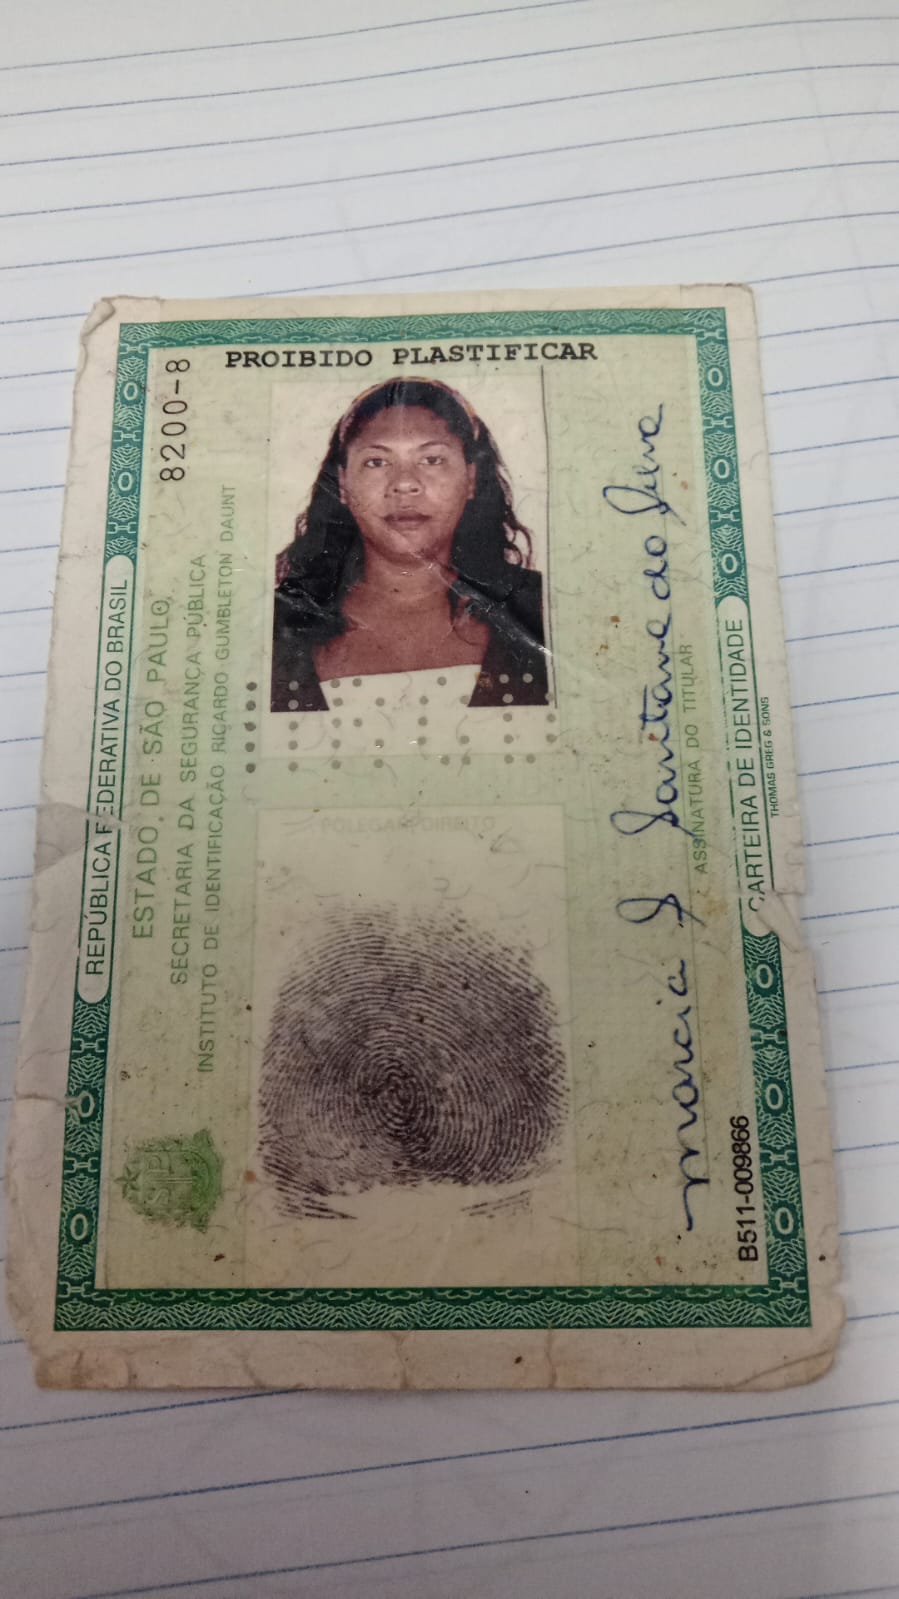 REPÚBLICA FEDERATIVA DO BRASIL
ESTADO DE SÃO PAULO
SECRETARIA DA SEGURANÇA PÚBLICA
INSTITUTO DE IDENTIFICAÇÃO RICARDO GUMBLETON DAUNT
8200-8
PROIBIDO PLASTIFICAR
POLEGAR DIREITO
Marcia S Santana da Silva
ASSINATURA DO TITULAR
B511-009866
CARTEIRA DE IDENTIDADE
THOMAS GREG & SONS
SP